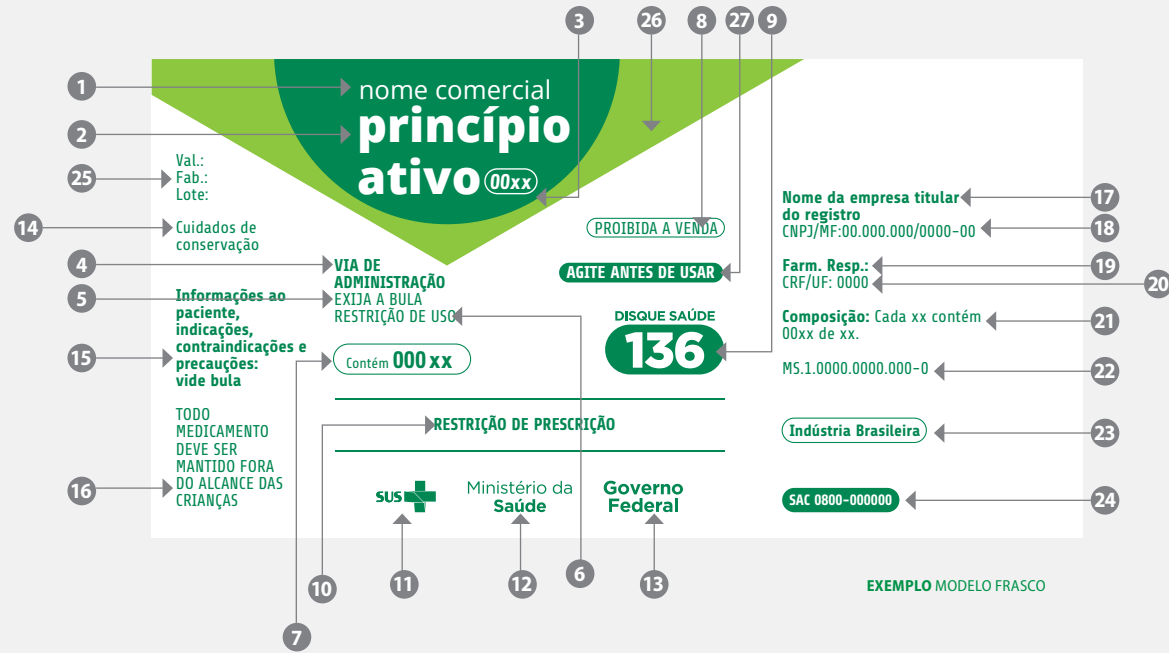 3
26
8
27
9
1
nome comercial
2
princípio
ativo 00xx
25
Val.:
Fab.:
Lote:
14
Cuidados de
conservação
4
VIA DE
ADMINISTRAÇÃO
5
EXIJA A BULA
RESTRIÇÃO DE USO
15
Informações ao
paciente,
indicações,
contraindicações e
precauções:
vide bula
Contém 000 xx
16
TODO
MEDICAMENTO
DEVE SER
MANTIDO FORA
DO ALCANCE DAS
CRIANÇAS
PROIBIDA A VENDA
AGITE ANTES DE USAR
DISQUE SAÚDE
136
RESTRIÇÃO DE PRESCRIÇÃO
SUS
Ministério da
Saúde
Governo
Federal
Nome da empresa titular
do registro
17
CNPJ/MF:00.000.000/0000-00
18
Farm. Resp.:
19
CRF/UF: 0000
20
Composição: Cada xx contém
00xx de xx.
21
MS.1.0000.0000.000-0
22
Indústria Brasileira
23
SAC 0800-000000
24
10
11
12
6
13
7
EXEMPLO MODELO FRASCO